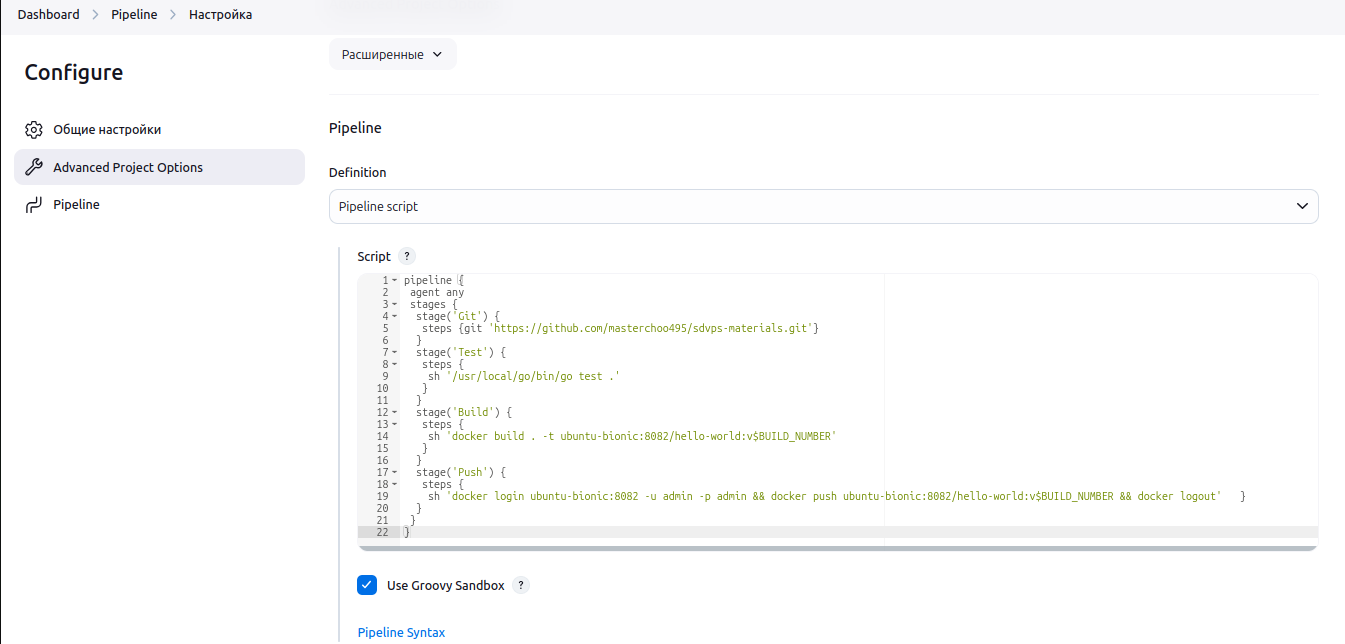 Dashboard > Pipeline > Настройка
Configure
Общие настройки
Advanced Project Options
Pipeline
Расширенные
Pipeline
Definition
Pipeline script
Script ?
1 pipeline {
2  agent any
3  stages {
4   stage('Git') {
5    steps {git 'https://github.com/masterchoo495/sdvps-materials.git'}
6   }
7   stage('Test') {
8    steps {
9     sh '/usr/local/go/bin/go test .'
10    }
11   }
12   stage('Build') {
13    steps {
14     sh 'docker build . -t ubuntu-bionic:8082/hello-world:v$BUILD_NUMBER'
15    }
16   }
17   stage('Push') {
18    steps {
19     sh 'docker login ubuntu-bionic:8082 -u admin -p admin && docker push ubuntu-bionic:8082/hello-world:v$BUILD_NUMBER && docker logout'   }
20   }
21  }
22 }
Use Groovy Sandbox ?
Pipeline Syntax